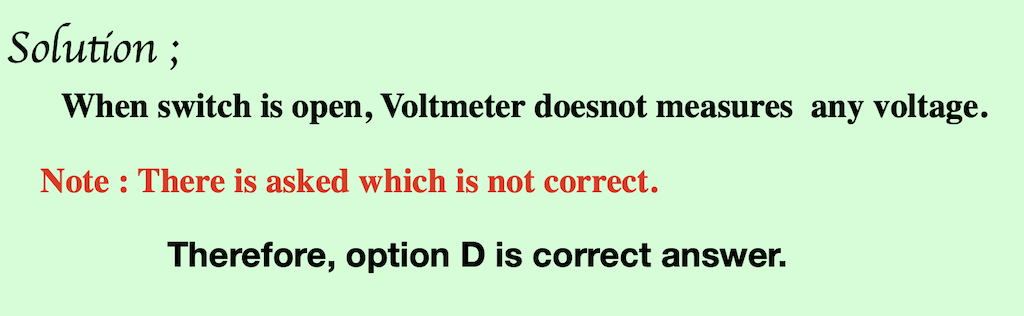 Solution ;
When switch is open, Voltmeter doesnot measures any voltage.
Note : There is asked which is not correct.
Therefore, option D is correct answer.